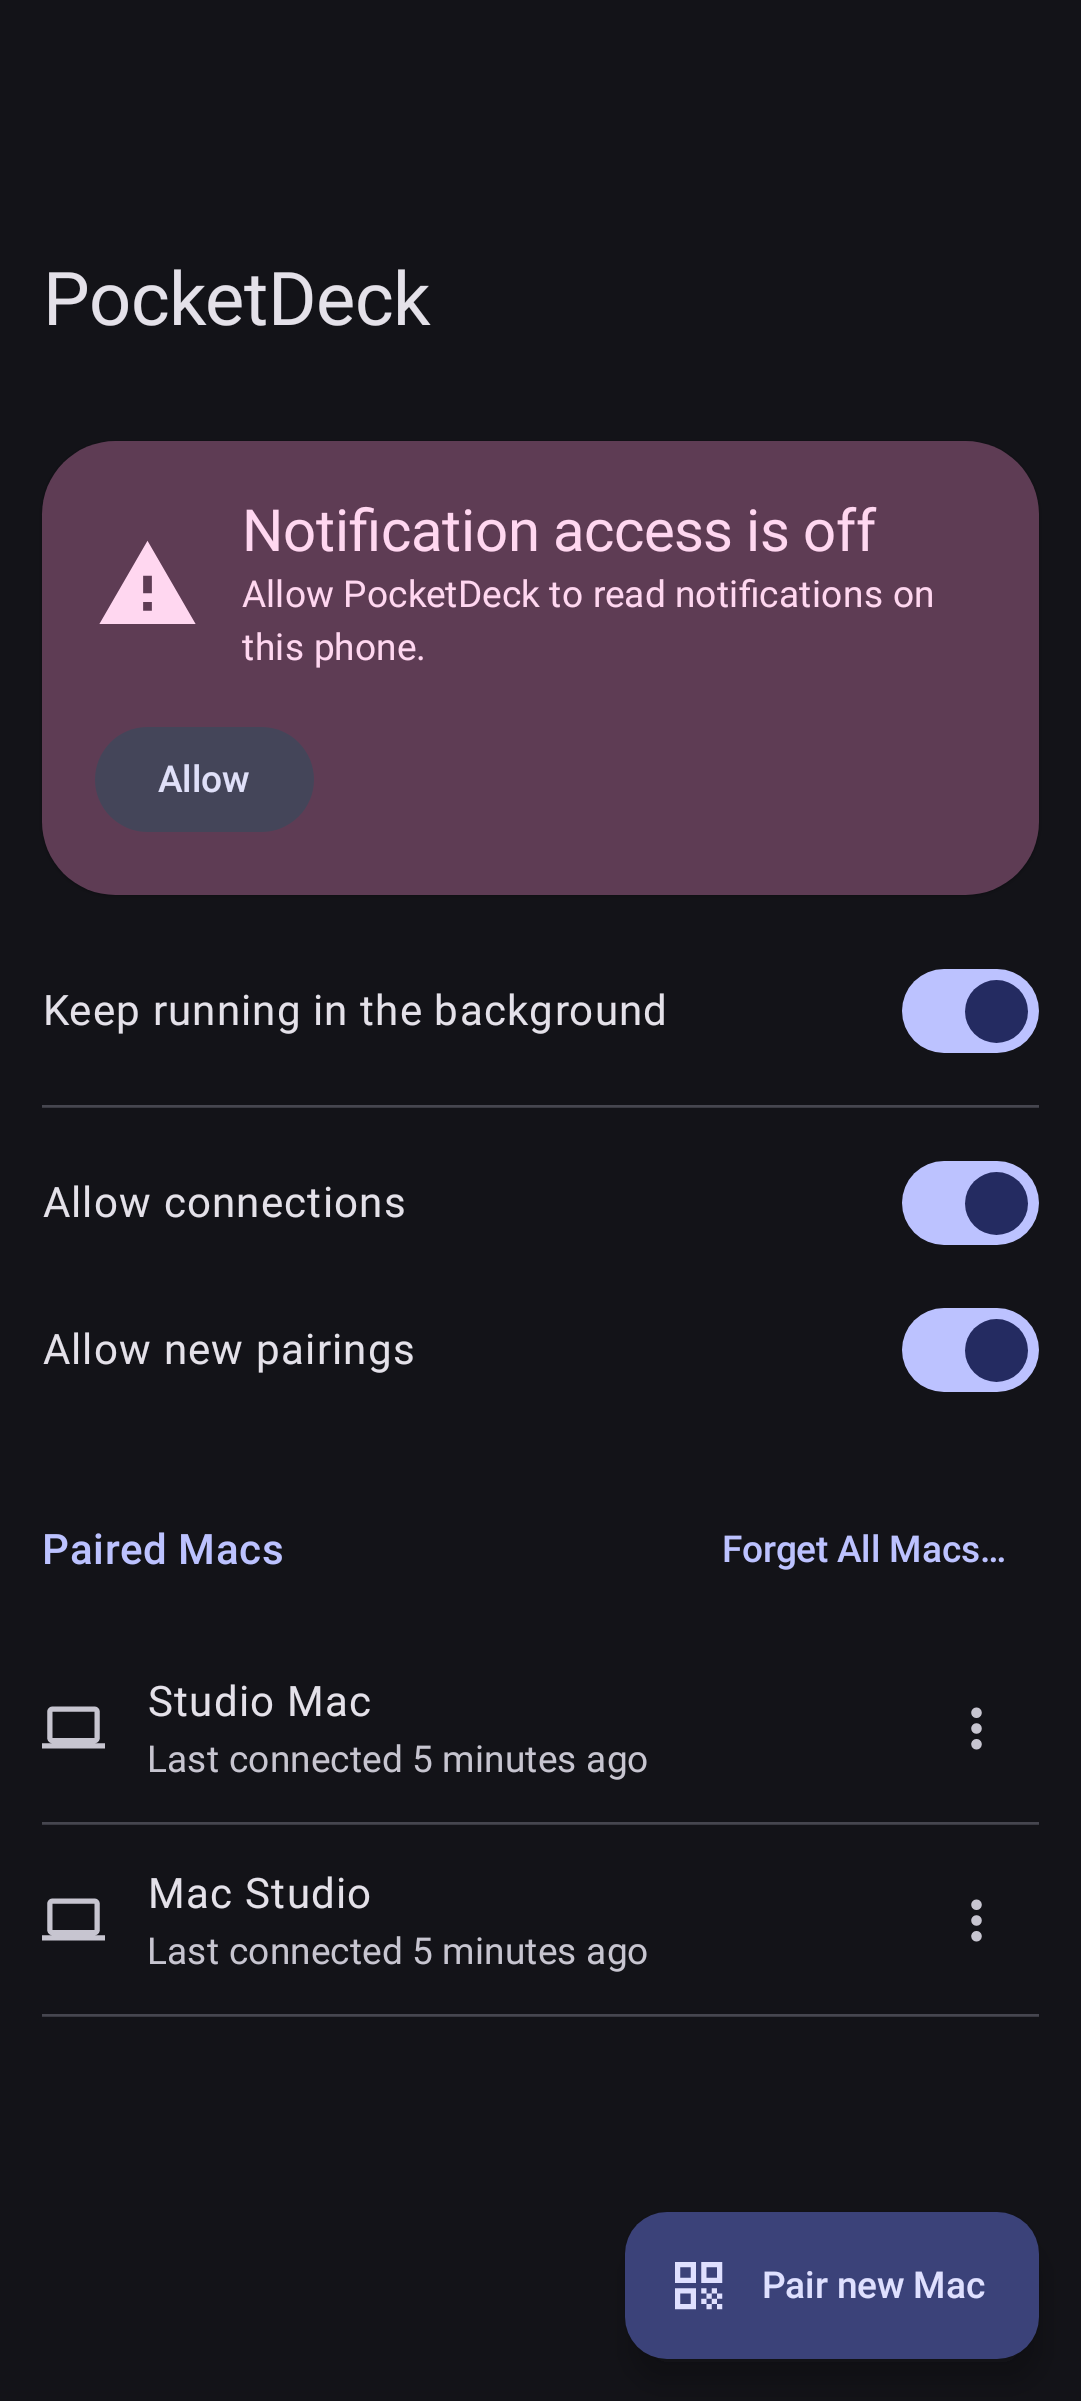 PocketDeck
Notification access is off
Allow PocketDeck to read notifications on
this phone.
Allow
Keep running in the background
Allow connections
Allow new pairings
Paired Macs
Forget All Macs…
Studio Mac
Last connected 5 minutes ago
Mac Studio
Last connected 5 minutes ago
Pair new Mac